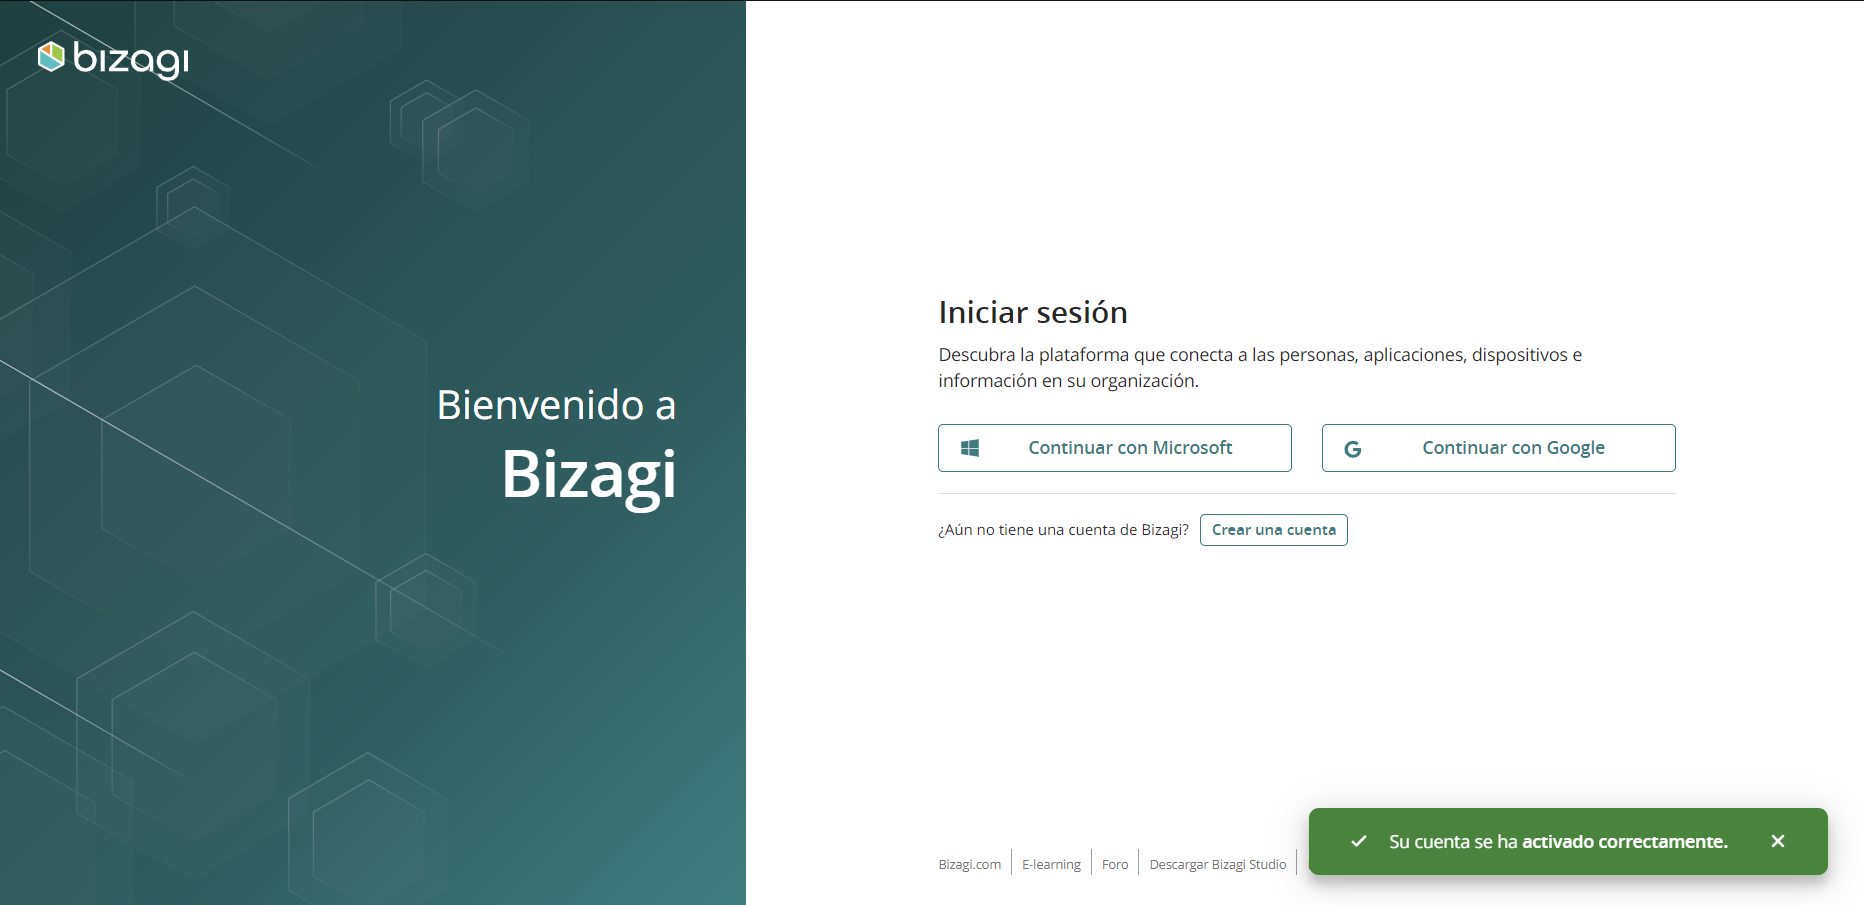 bizagi
Bienvenido a
Bizagi
Iniciar sesión
Descubra la plataforma que conecta a las personas, aplicaciones, dispositivos e
información en su organización.
Continuar con Microsoft
Continuar con Google
¿Aún no tiene una cuenta de Bizagi?
Crear una cuenta
Su cuenta se ha activado correctamente.
Bizagi.com
E-learning
Foro
Descargar Bizagi Studio